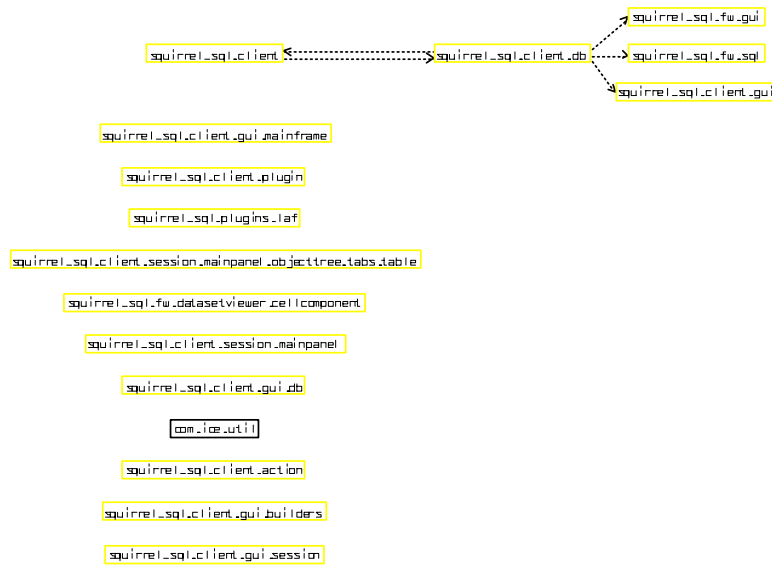 squirrel_sql_fw_gui
squirrel_sql_client
squirrel_sql_client_db
squirrel_sql_fw_sql
squirrel_sql_client_gui
squirrel_sql_client_gui_mainframe
squirrel_sql_client_plugin
squirrel_sql_plugins_laf
squirrel_sql_client_session_mainpanel_objecttree_tabs_table
squirrel_sql_fw_datasetviewer_cellcomponent
squirrel_sql_client_session_mainpanel
squirrel_sql_client_gui_db
com_ice_util
squirrel_sql_client_action
squirrel_sql_client_gui_builders
squirrel_sql_client_gui_session